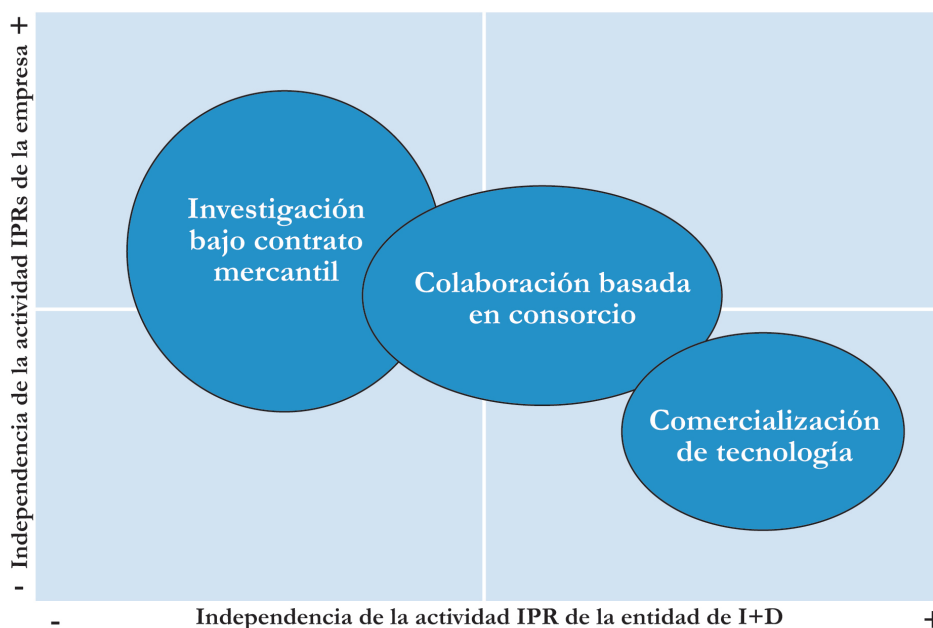 - Independencia de la actividad IPRs de la empresa +
Investigación
bajo contrato
mercantil
Colaboración basada
en consorcio
Comercialización
de tecnología
- Independencia de la actividad IPR de la entidad de I+D +